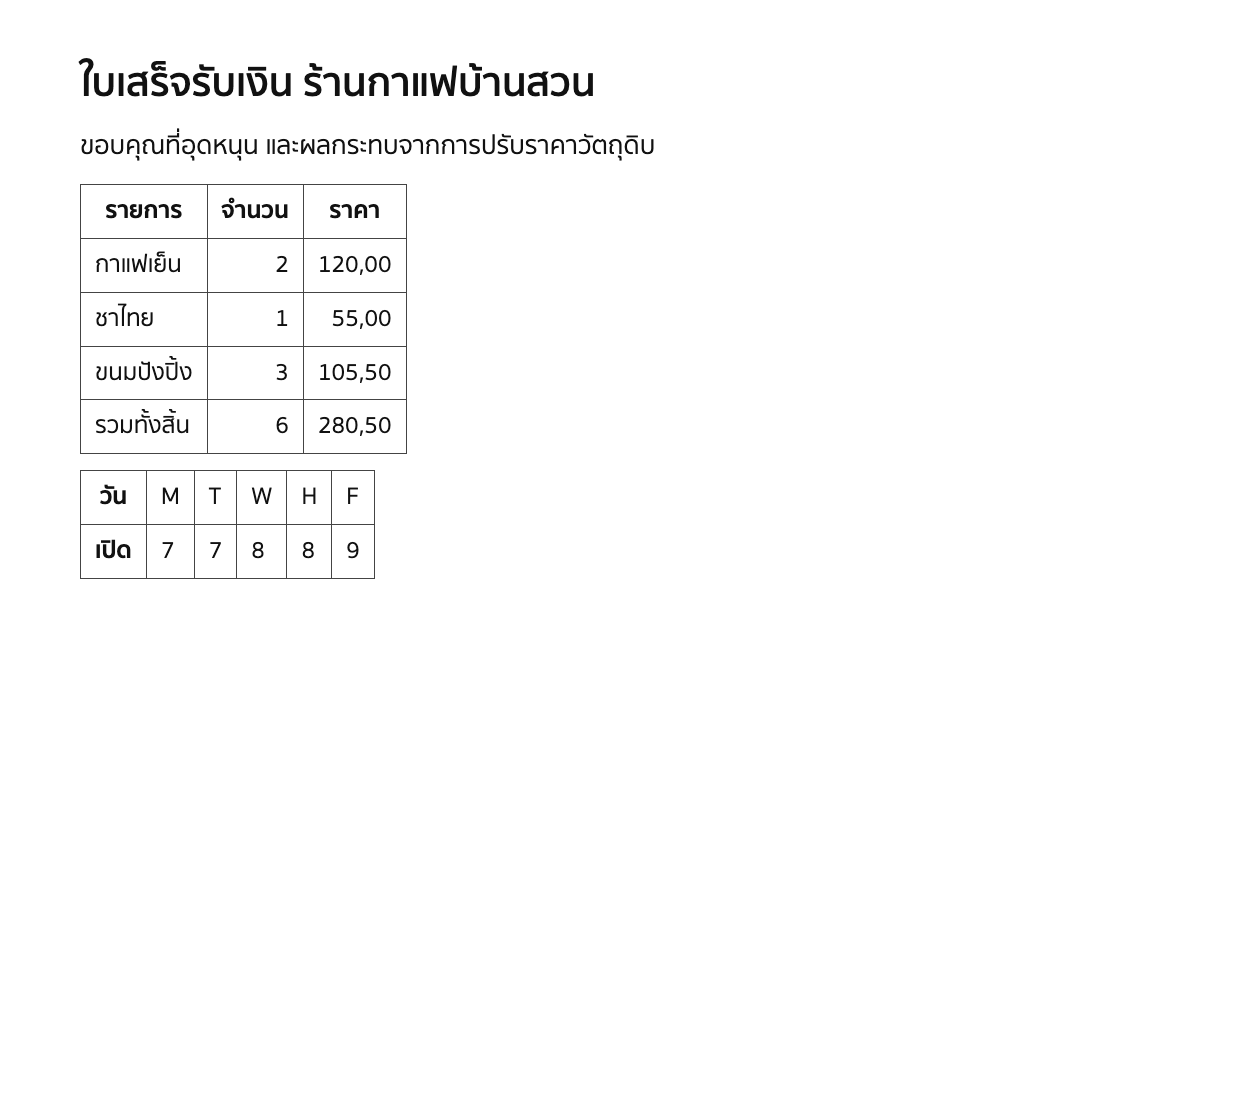 ใบเสร็จรับเงิน ร้านกาแฟบ้านสวน
ขอบคุณที่อุดหนุน และผลกระทบจากการปรับราคาวัตถุดิบ
รายการ จำนวน ราคา
กาแฟเย็น 2 120,00
ชาไทย 1 55,00
ขนมปังปิ้ง 3 105,50
รวมทั้งสิ้น 6 280,50
วัน M T W H F
เปิด 7 7 8 8 9